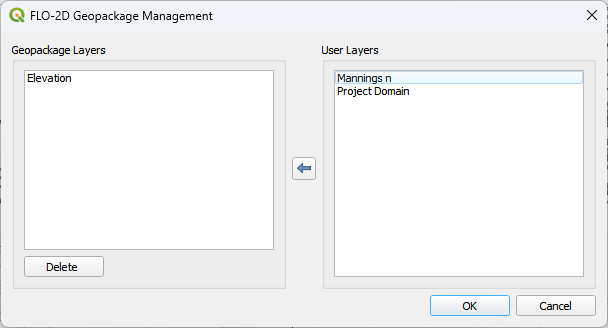 FLO-2D Geopackage Management
Geopackage Layers
User Layers
Elevation
Mannings n
Project Domain
Delete
OK
Cancel